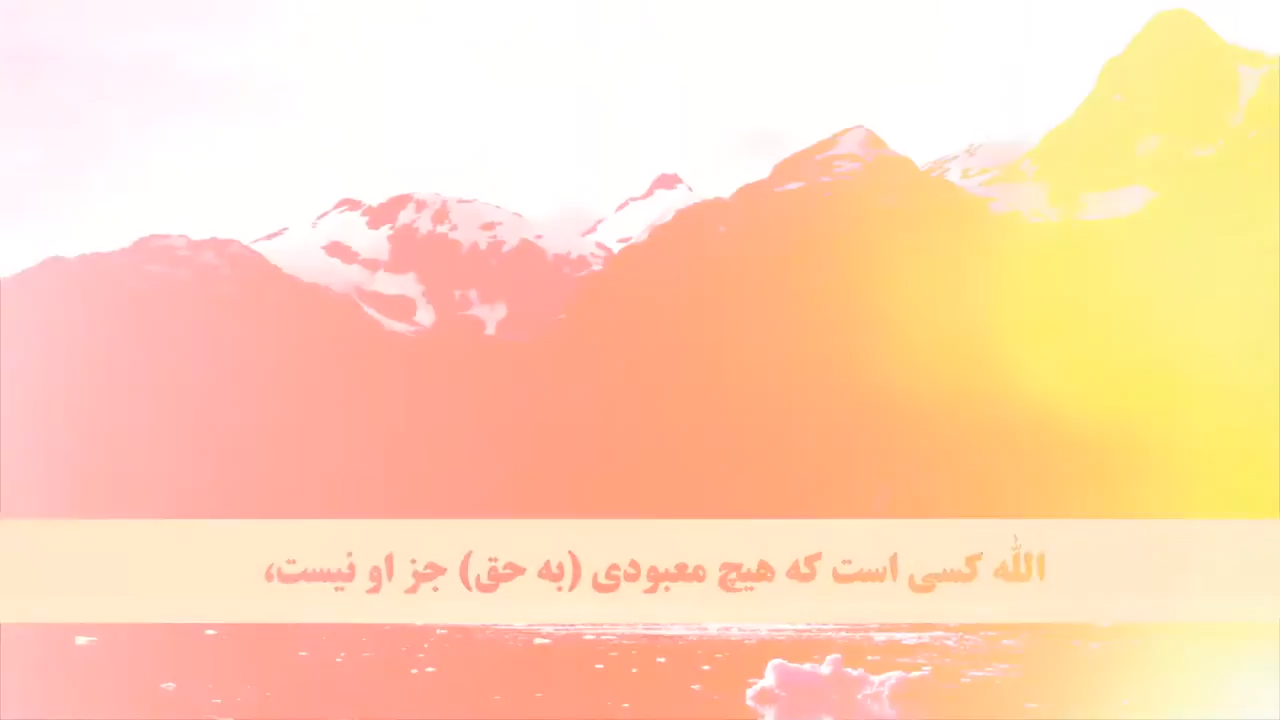 الله کسی است که هیچ معبودی (به حق) جز او نیست،